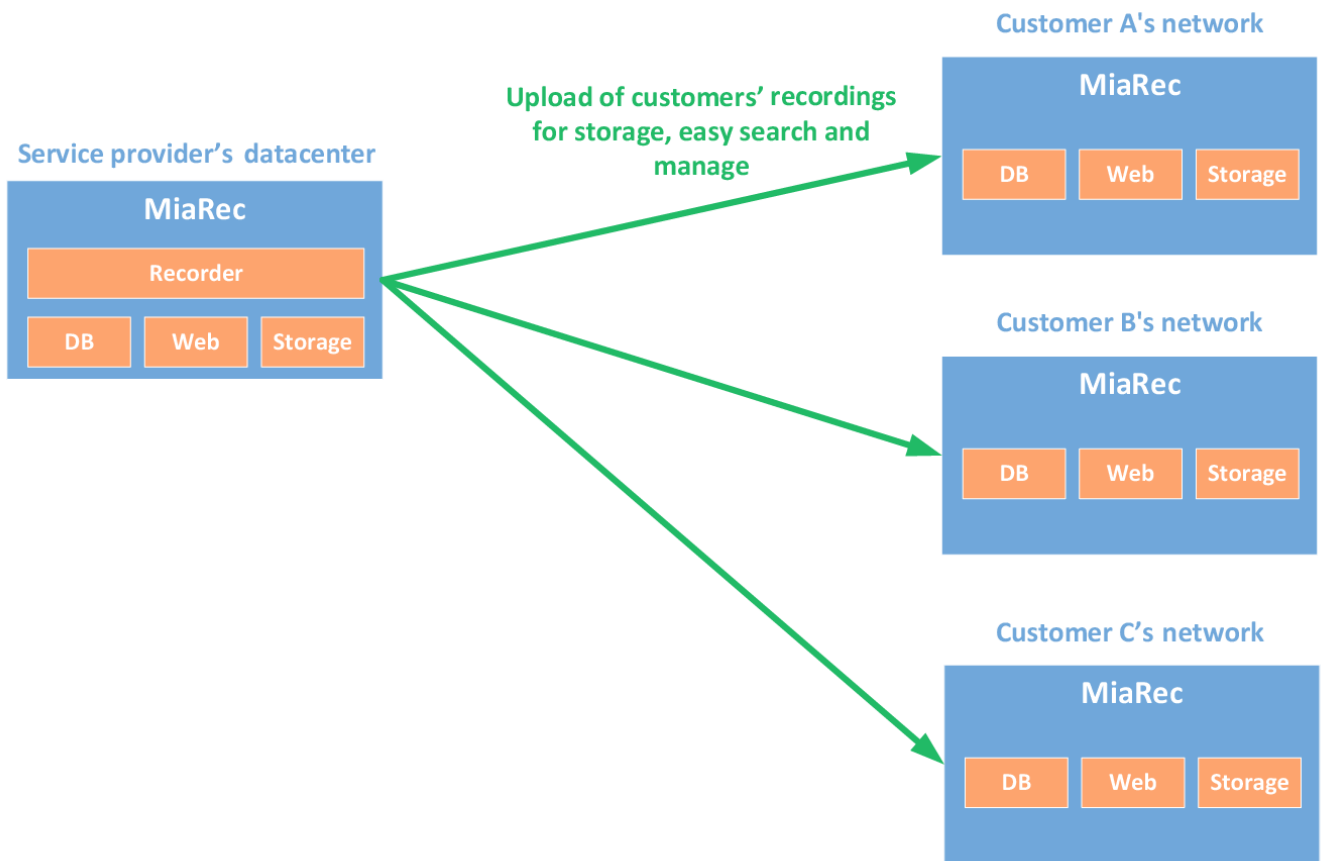 Service provider’s datacenter
MiaRec
Recorder
DB
Web
Storage
Upload of customers’ recordings
for storage, easy search and
manage
Customer A's network
MiaRec
DB
Web
Storage
Customer B's network
MiaRec
DB
Web
Storage
Customer C’s network
MiaRec
DB
Web
Storage